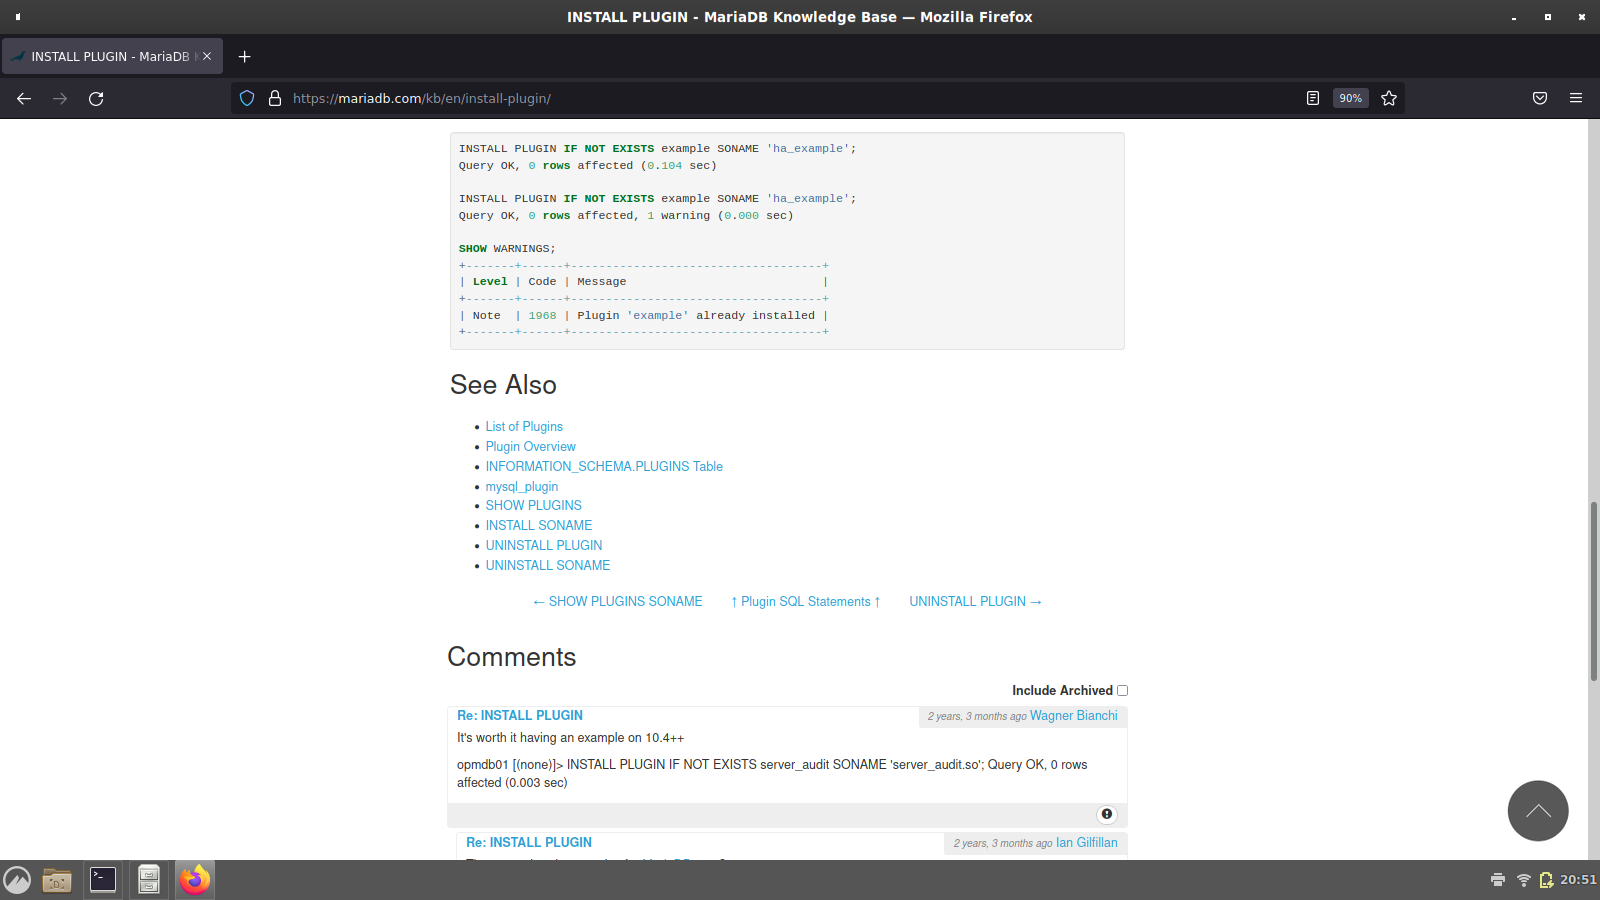 INSTALL PLUGIN - MariaDB Knowledge Base — Mozilla Firefox
INSTALL PLUGIN - MariaDB
https://mariadb.com/kb/en/install-plugin/
90%
INSTALL PLUGIN IF NOT EXISTS example SONAME 'ha_example';
Query OK, 0 rows affected (0.104 sec)
INSTALL PLUGIN IF NOT EXISTS example SONAME 'ha_example';
Query OK, 0 rows affected, 1 warning (0.000 sec)
SHOW WARNINGS;
+-------+------+------------------------------------+
| Level | Code | Message                            |
+-------+------+------------------------------------+
| Note  | 1968 | Plugin 'example' already installed |
+-------+------+------------------------------------+
See Also
• List of Plugins
• Plugin Overview
• INFORMATION_SCHEMA.PLUGINS Table
• mysql_plugin
• SHOW PLUGINS
• INSTALL SONAME
• UNINSTALL PLUGIN
• UNINSTALL SONAME
← SHOW PLUGINS SONAME ↑ Plugin SQL Statements ↑ UNINSTALL PLUGIN →
Comments
Include Archived
Re: INSTALL PLUGIN 2 years, 3 months ago Wagner Bianchi
It's worth it having an example on 10.4++
opmdb01 [(none)]> INSTALL PLUGIN IF NOT EXISTS server_audit SONAME 'server_audit.so'; Query OK, 0 rows
affected (0.003 sec)
Re: INSTALL PLUGIN 2 years, 3 months ago Ian Gilfillan
20:51